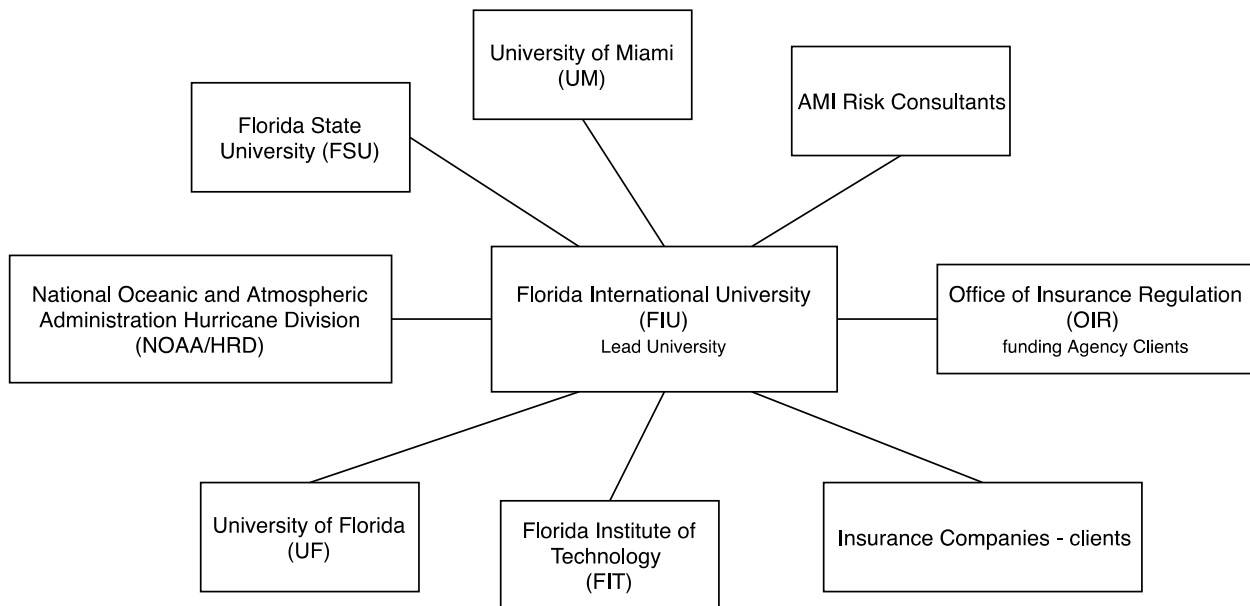 University of Miami
(UM)
AMI Risk Consultants
Florida State
University (FSU)
National Oceanic and Atmospheric
Administration Hurricane Division
(NOAA/HRD)
Florida International University
(FIU)
Lead University
Office of Insurance Regulation
(OIR)
funding Agency Clients
University of Florida
(UF)
Florida Institute of
Technology
(FIT)
Insurance Companies - clients